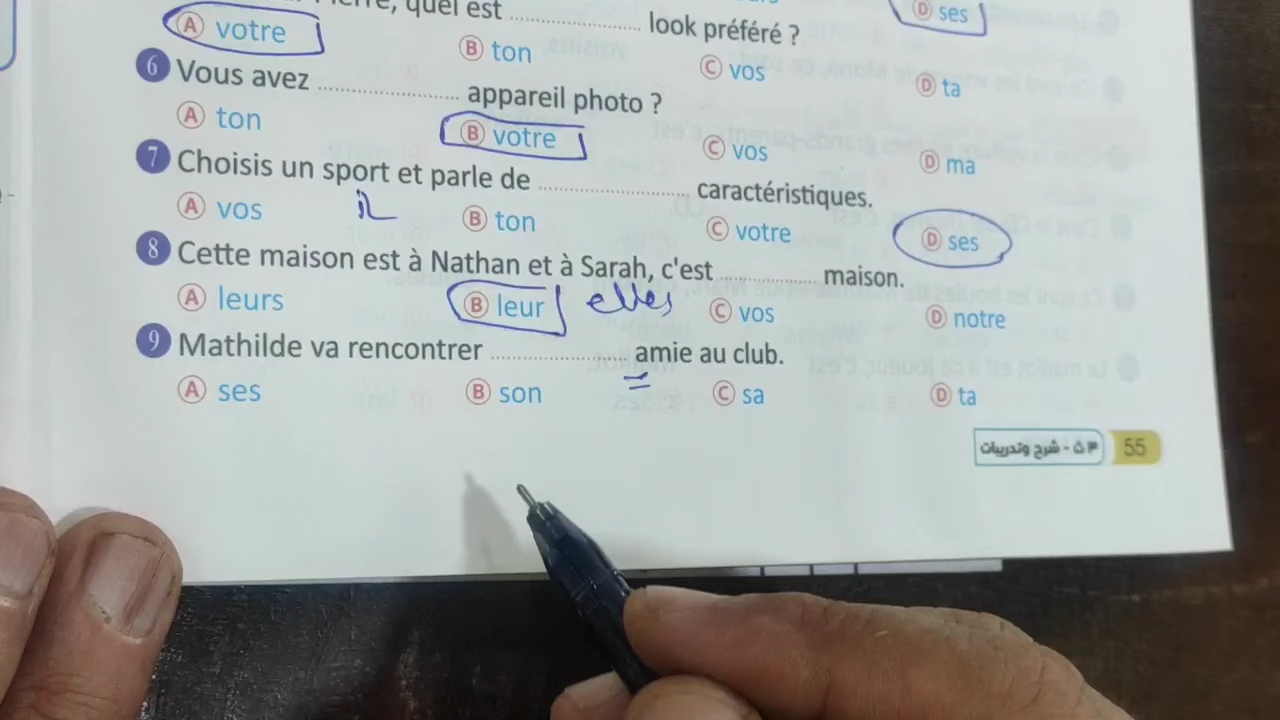 quel est .................. look préféré ?
D ses
A votre
B ton
C vos
D ta
6 Vous avez .................. appareil photo ?
A ton
B votre
C vos
D ma
7 Choisis un sport et parle de .................. caractéristiques.
A vos
il
B ton
C votre
D ses
8 Cette maison est à Nathan et à Sarah, c'est .................. maison.
A leurs
B leur
elles
C vos
D notre
9 Mathilde va rencontrer .................. amie au club.
A ses
B son
C sa
D ta
شرح وتدريبات
55